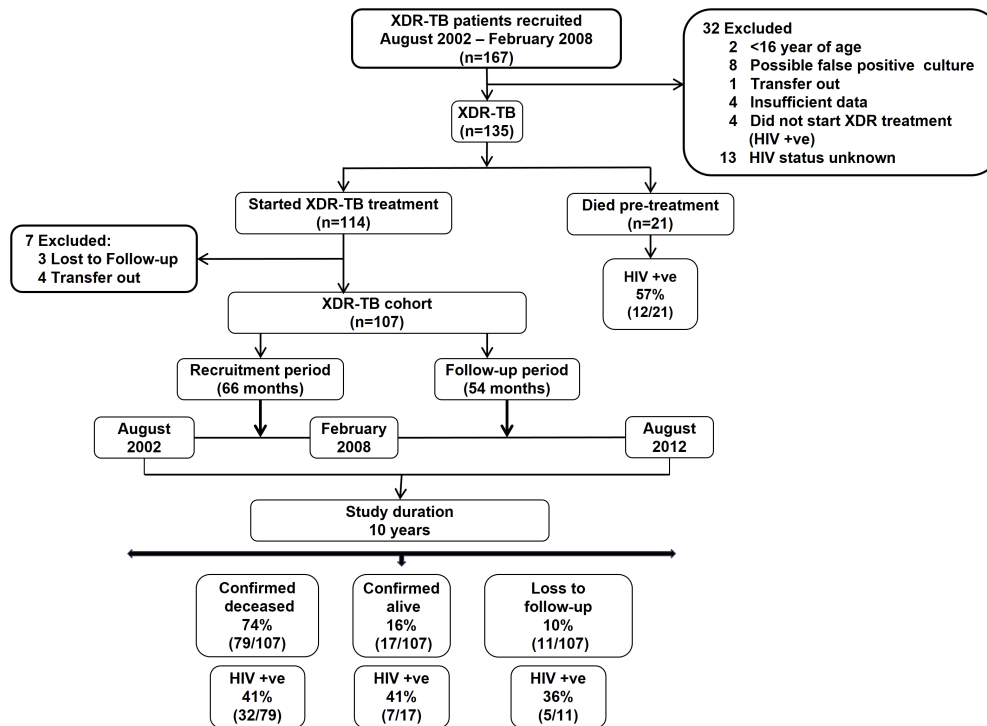 XDR-TB patients recruited
August 2002 – February 2008
(n=167)
32 Excluded
2 <16 year of age
8 Possible false positive culture
1 Transfer out
4 Insufficient data
4 Did not start XDR treatment
(HIV +ve)
13 HIV status unknown
XDR-TB
(n=135)
Started XDR-TB treatment
(n=114)
Died pre-treatment
(n=21)
7 Excluded:
3 Lost to Follow-up
4 Transfer out
HIV +ve
57%
(12/21)
XDR-TB cohort
(n=107)
Recruitment period
(66 months)
Follow-up period
(54 months)
August
2002
February
2008
August
2012
Study duration
10 years
Confirmed
deceased
74%
(79/107)
Confirmed
alive
16%
(17/107)
Loss to
follow-up
10%
(11/107)
HIV +ve
41%
(32/79)
HIV +ve
41%
(7/17)
HIV +ve
36%
(5/11)